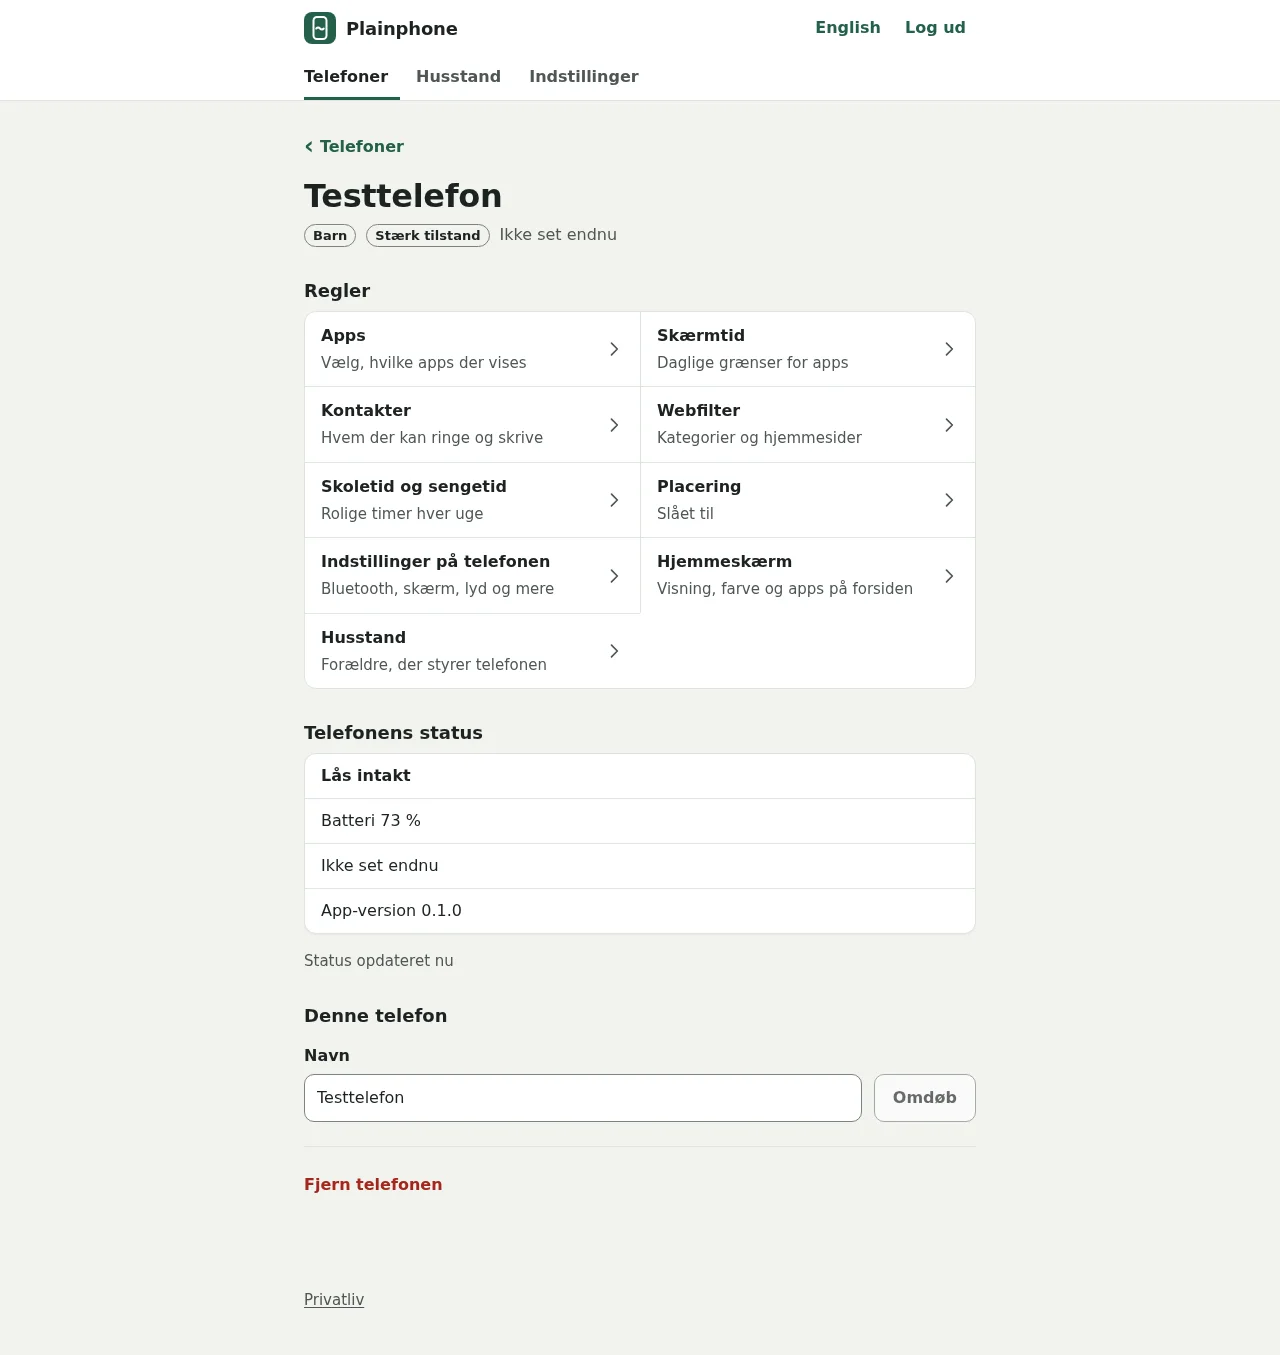 Plainphone
English
Log ud
Telefoner
Husstand
Indstillinger
‹ Telefoner
Testtelefon
Barn
Stærk tilstand
Ikke set endnu
Regler
Apps
Vælg, hvilke apps der vises
Skærmtid
Daglige grænser for apps
Kontakter
Hvem der kan ringe og skrive
Webfilter
Kategorier og hjemmesider
Skoletid og sengetid
Rolige timer hver uge
Placering
Slået til
Indstillinger på telefonen
Bluetooth, skærm, lyd og mere
Hjemmeskærm
Visning, farve og apps på forsiden
Husstand
Forældre, der styrer telefonen
Telefonens status
Lås intakt
Batteri 73 %
Ikke set endnu
App-version 0.1.0
Status opdateret nu
Denne telefon
Navn
Testtelefon
Omdøb
Fjern telefonen
Privatliv